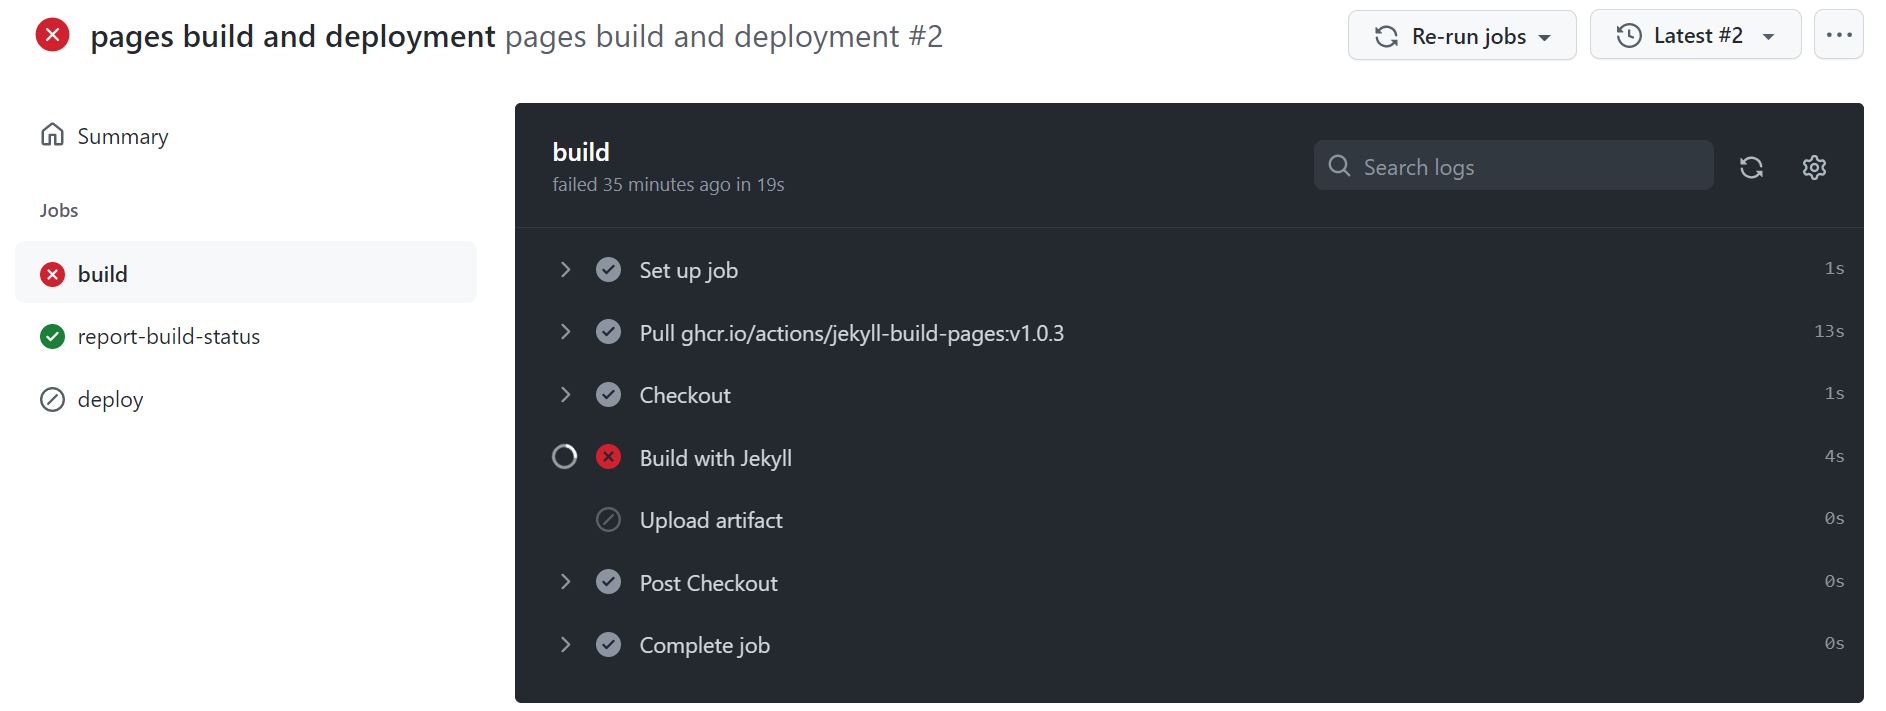 pages build and deployment pages build and deployment #2
Re-run jobs
Latest #2
Summary
Jobs
build
report-build-status
deploy
build
failed 35 minutes ago in 19s
Search logs
Set up job 1s
Pull ghcr.io/actions/jekyll-build-pages:v1.0.3 13s
Checkout 1s
Build with Jekyll 4s
Upload artifact 0s
Post Checkout 0s
Complete job 0s